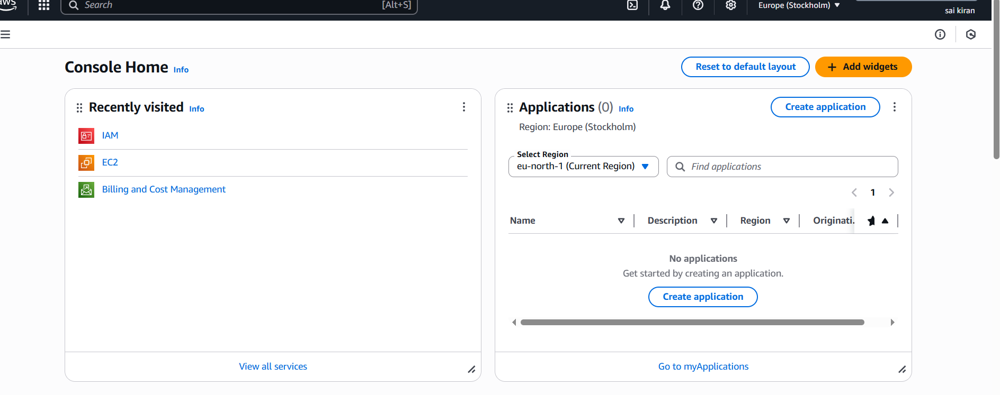 aws
Search [Alt+S]
Europe (Stockholm)
sai kiran
Console Home Info
Reset to default layout
Add widgets
Recently visited Info
IAM
EC2
Billing and Cost Management
View all services
Applications (0) Info
Create application
Region: Europe (Stockholm)
Select Region
eu-north-1 (Current Region)
Find applications
1
Name Description Region Originati.
No applications
Get started by creating an application.
Create application
Go to myApplications